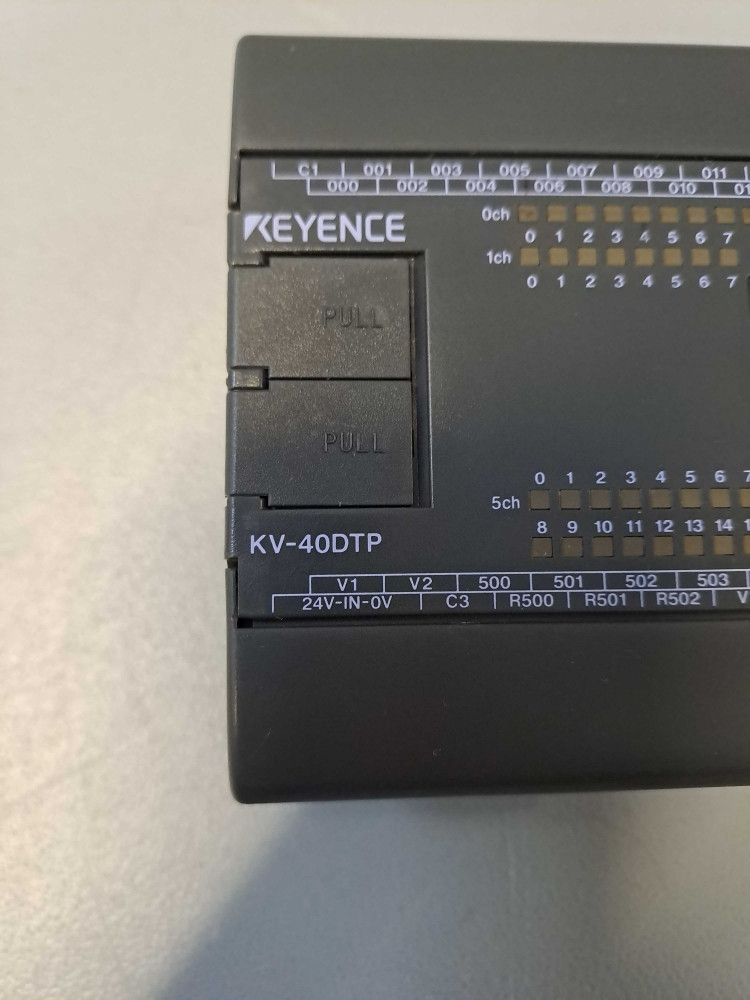 C1 001 003 005 007 009 011
000 002 004 006 008 010
KEYENCE
0ch
0 1 2 3 4 5 6 7
1ch
0 1 2 3 4 5 6 7
PULL
PULL
0 1 2 3 4 5 6
5ch
8 9 10 11 12 13 14
KV-40DTP
V1 V2 500 501 502 503
24V-IN-0V C3 R500 R501 R502